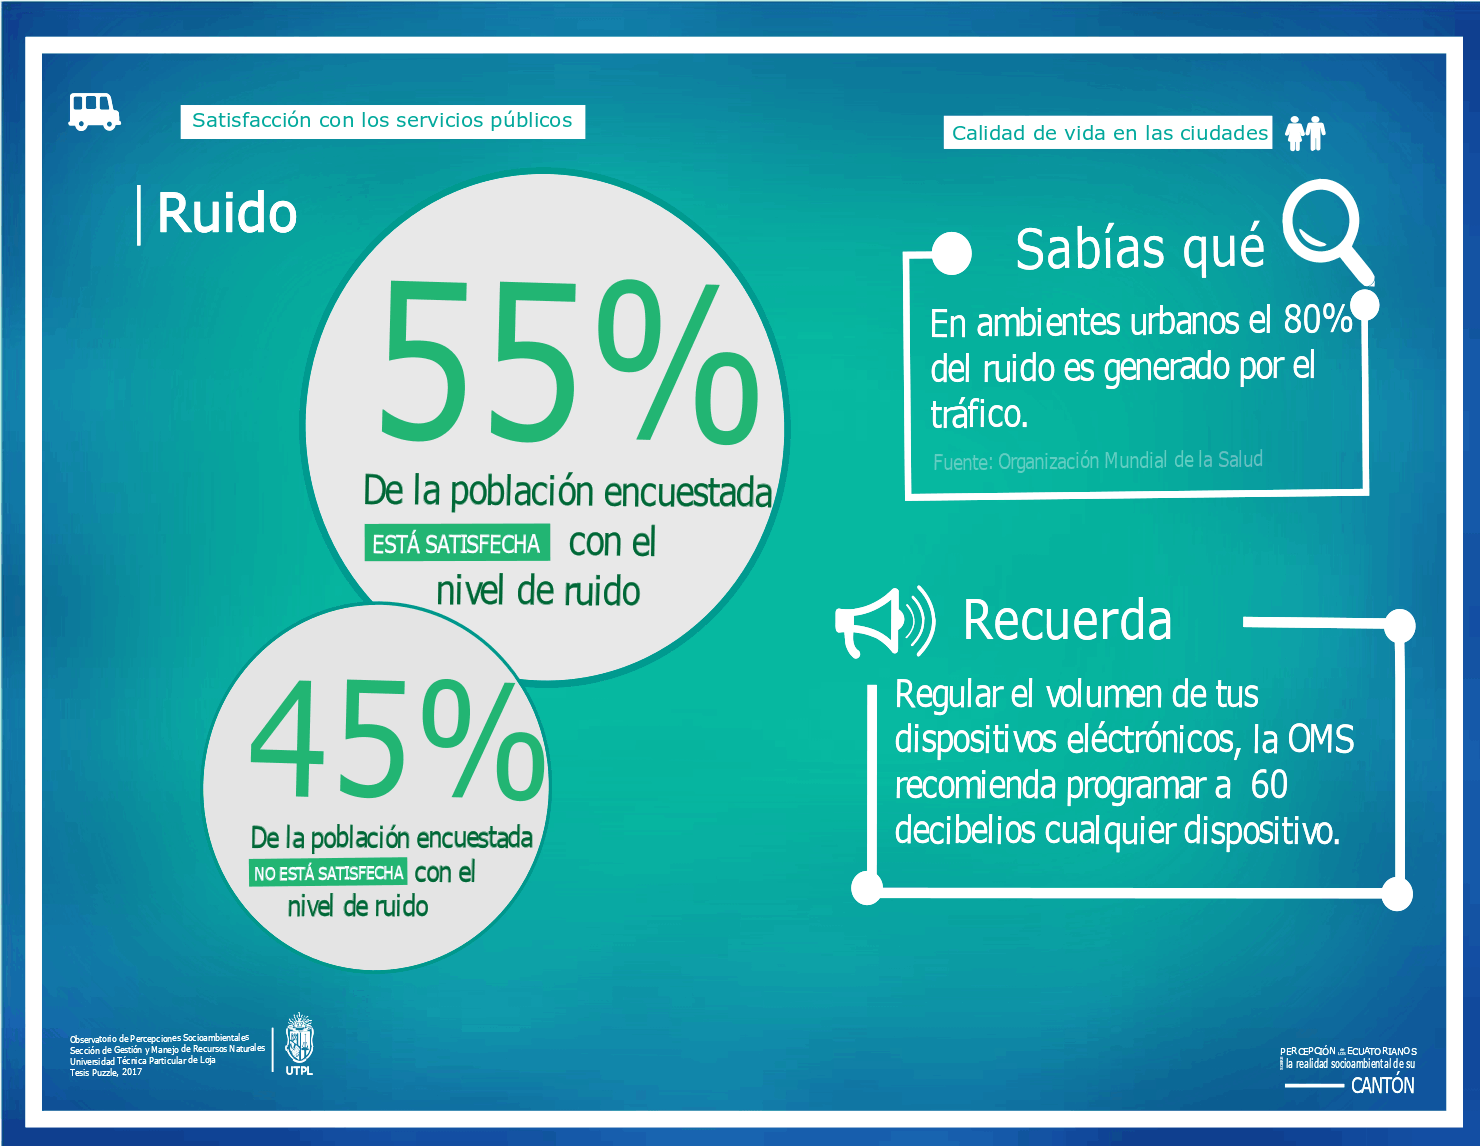 Satisfacción con los servicios públicos
Calidad de vida en las ciudades
Ruido
55%
De la población encuestada
ESTÁ SATISFECHA con el
nivel de ruido
45%
De la población encuestada
NO ESTÁ SATISFECHA con el
nivel de ruido
Sabías qué
En ambientes urbanos el 80%
del ruido es generado por el
tráfico.
Fuente: Organización Mundial de la Salud
Recuerda
Regular el volumen de tus
dispositivos eléctrónicos, la OMS
recomienda programar a 60
decibelios cualquier dispositivo.
Observatorio de Percepciones Socioambientales
Sección de Gestión y Manejo de Recursos Naturales
Universidad Técnica Particular de Loja
Tesis Puzzle, 2017
UTPL
PERCEPCIÓN ECUATORIANOS
la realidad socioambiental de su
CANTÓN